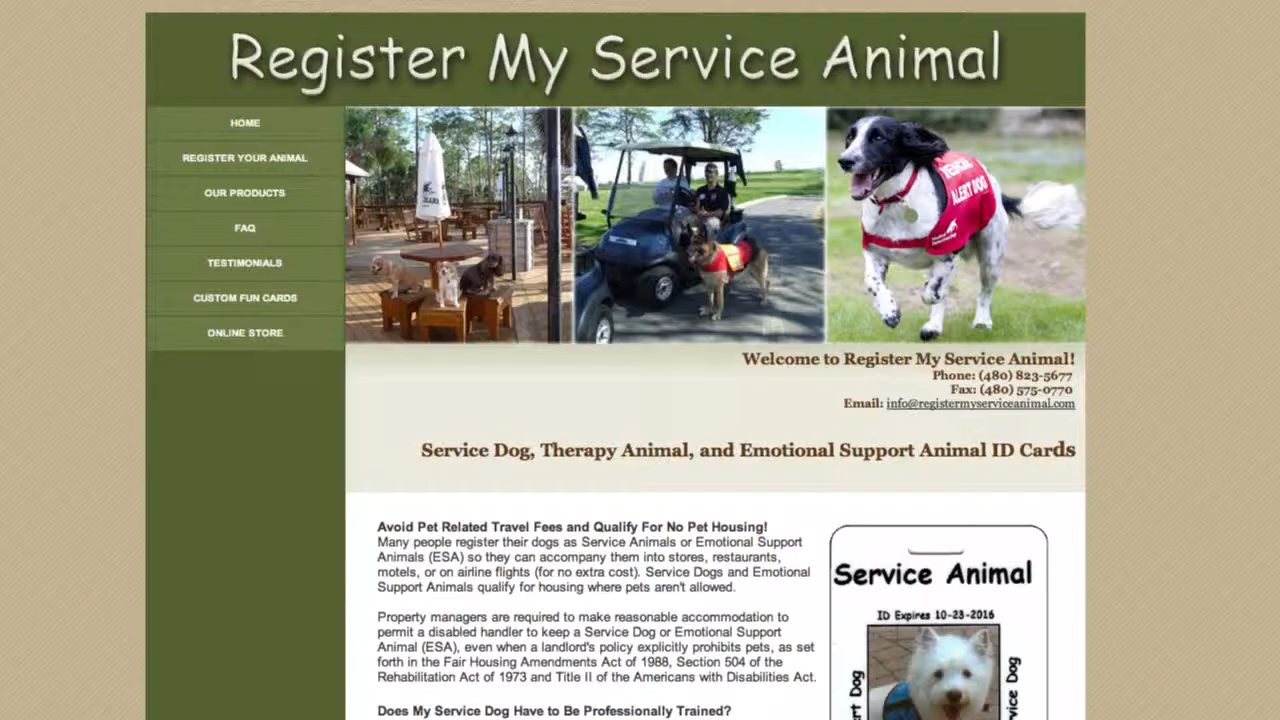 Register My Service Animal
HOME
REGISTER YOUR ANIMAL
OUR PRODUCTS
FAQ
TESTIMONIALS
CUSTOM FUN CARDS
ONLINE STORE
MEDICAL
ALERT DOG
Welcome to Register My Service Animal!
Phone: (480) 823-5677
Fax: (480) 575-0770
Email: info@registermyserviceanimal.com
Service Dog, Therapy Animal, and Emotional Support Animal ID Cards
Avoid Pet Related Travel Fees and Qualify For No Pet Housing!
Many people register their dogs as Service Animals or Emotional Support
Animals (ESA) so they can accompany them into stores, restaurants,
motels, or on airline flights (for no extra cost). Service Dogs and Emotional
Support Animals qualify for housing where pets aren't allowed.
Property managers are required to make reasonable accommodation to
permit a disabled handler to keep a Service Dog or Emotional Support
Animal (ESA), even when a landlord's policy explicitly prohibits pets, as set
forth in the Fair Housing Amendments Act of 1988, Section 504 of the
Rehabilitation Act of 1973 and Title II of the Americans with Disabilities Act.
Does My Service Dog Have to Be Professionally Trained?
Service Animal
ID Expires 10-23-2016
rt Dog
rvice Dog